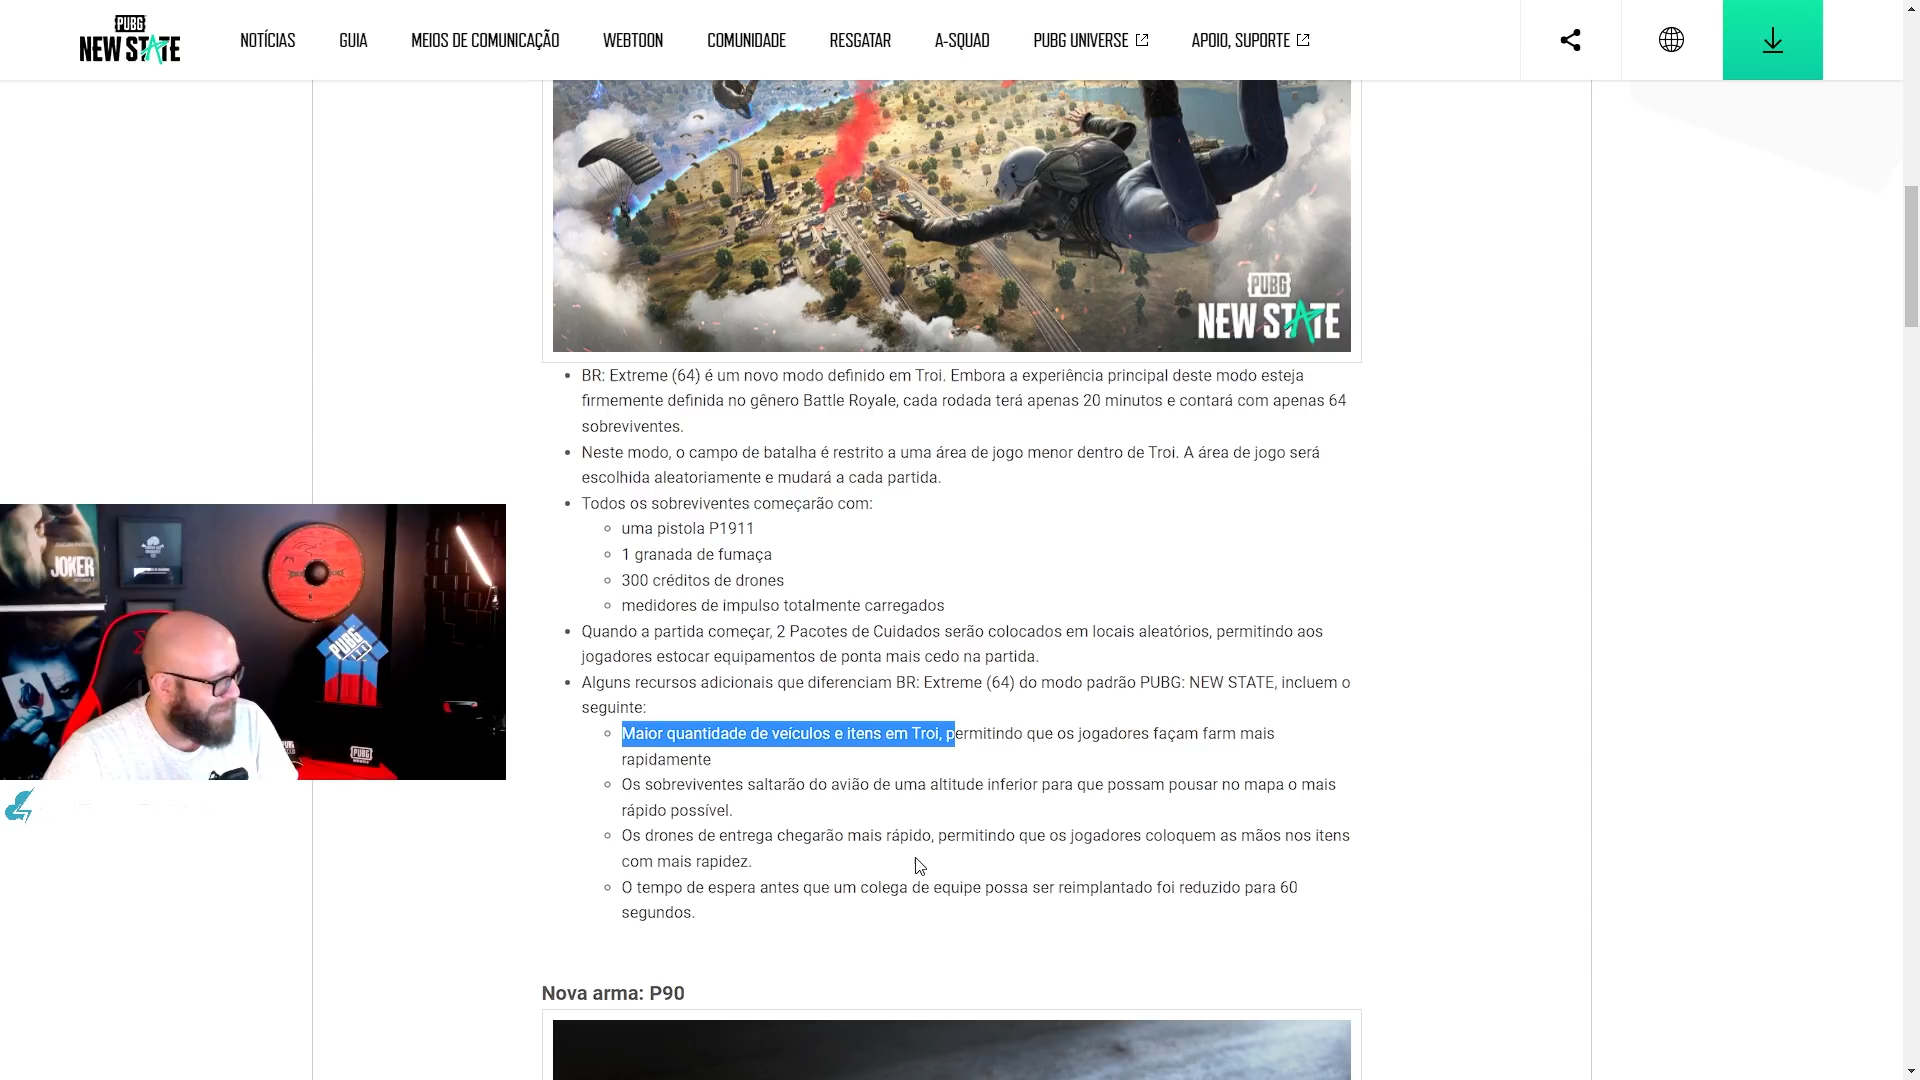 PUBG
NEW STATE
NOTÍCIAS
GUIA
MEIOS DE COMUNICAÇÃO
WEBTOON
COMUNIDADE
RESGATAR
A-SQUAD
PUBG UNIVERSE
APOIO, SUPORTE
PUBG
NEW STATE
BR: Extreme (64) é um novo modo definido em Troi. Embora a experiência principal deste modo esteja
firmemente definida no gênero Battle Royale, cada rodada terá apenas 20 minutos e contará com apenas 64
sobreviventes.
Neste modo, o campo de batalha é restrito a uma área de jogo menor dentro de Troi. A área de jogo será
escolhida aleatoriamente e mudará a cada partida.
Todos os sobreviventes começarão com:
uma pistola P1911
1 granada de fumaça
300 créditos de drones
medidores de impulso totalmente carregados
Quando a partida começar, 2 Pacotes de Cuidados serão colocados em locais aleatórios, permitindo aos
jogadores estocar equipamentos de ponta mais cedo na partida.
Alguns recursos adicionais que diferenciam BR: Extreme (64) do modo padrão PUBG: NEW STATE, incluem o
seguinte:
Maior quantidade de veículos e itens em Troi, permitindo que os jogadores façam farm mais
rapidamente
Os sobreviventes saltarão do avião de uma altitude inferior para que possam pousar no mapa o mais
rápido possível.
Os drones de entrega chegarão mais rápido, permitindo que os jogadores coloquem as mãos nos itens
com mais rapidez.
O tempo de espera antes que um colega de equipe possa ser reimplantado foi reduzido para 60
segundos.
JOKER
PUBG
PUBG
Nova arma: P90